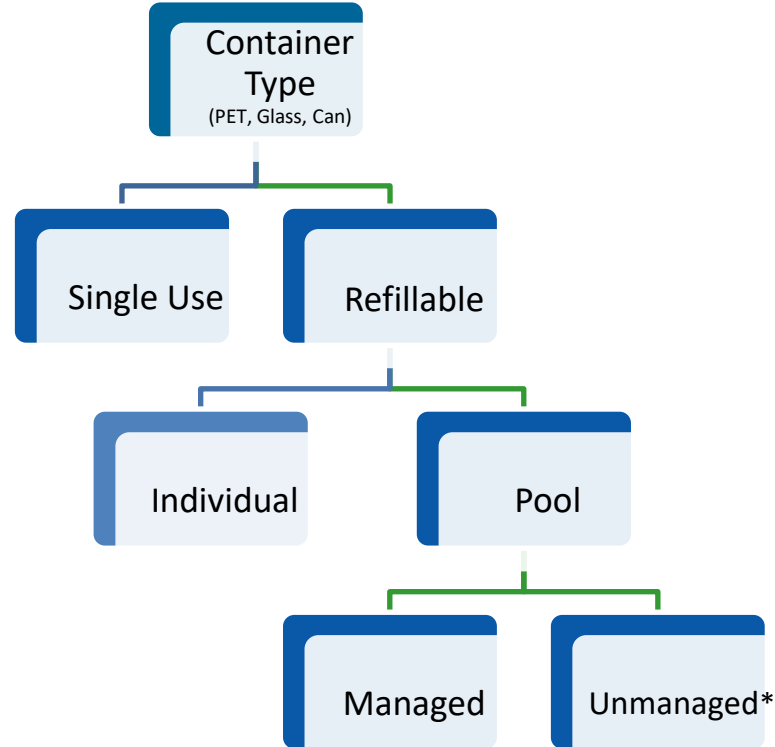 Container
Type
(PET, Glass, Can)
Single Use
Refillable
Individual
Pool
Managed
Unmanaged*